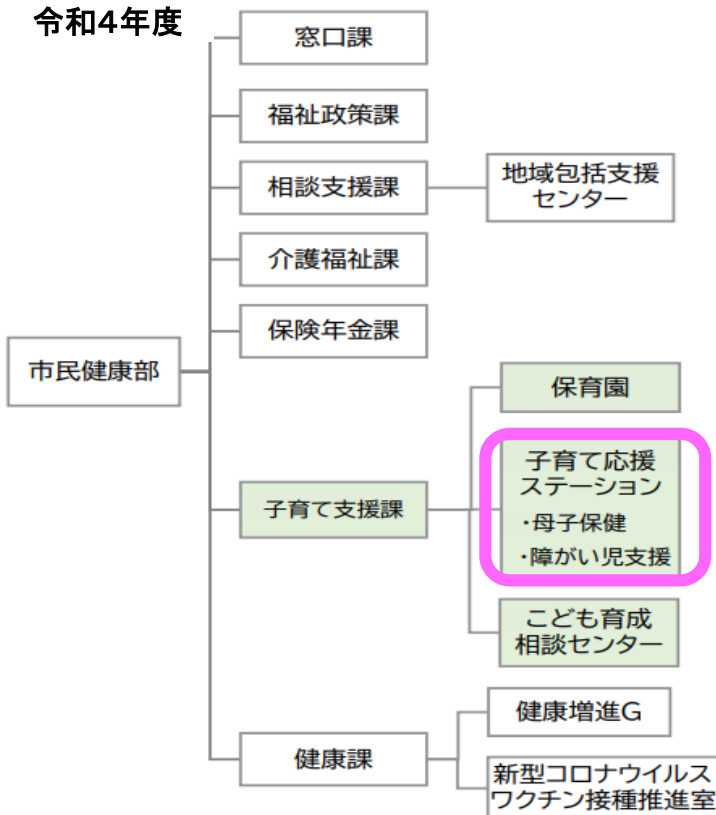 令和4年度
窓口課
福祉政策課
相談支援課
地域包括支援
センター
介護福祉課
保険年金課
市民健康部
保育園
子育て応援
ステーション
・母子保健
・障がい児支援
子育て支援課
こども育成
相談センター
健康増進G
健康課
新型コロナウイルス
ワクチン接種推進室